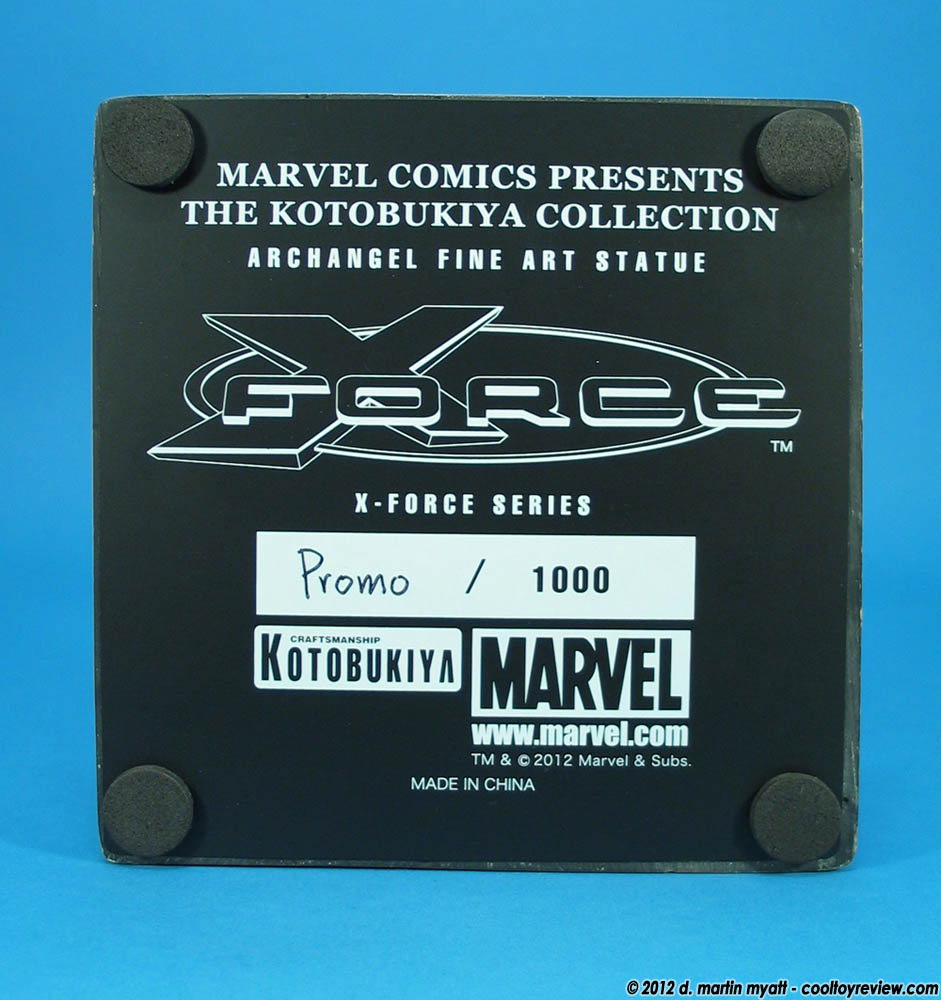 MARVEL COMICS PRESENTS
THE KOTOBUKIYA COLLECTION
ARCHANGEL FINE ART STATUE
X
FORCE
TM
X-FORCE SERIES
Promo / 1000
CRAFTSMANSHIP
KOTOBUKIYA
MARVEL
www.marvel.com
TM & © 2012 Marvel & Subs.
MADE IN CHINA
© 2012 d. martin myatt - cooltoyreview.com